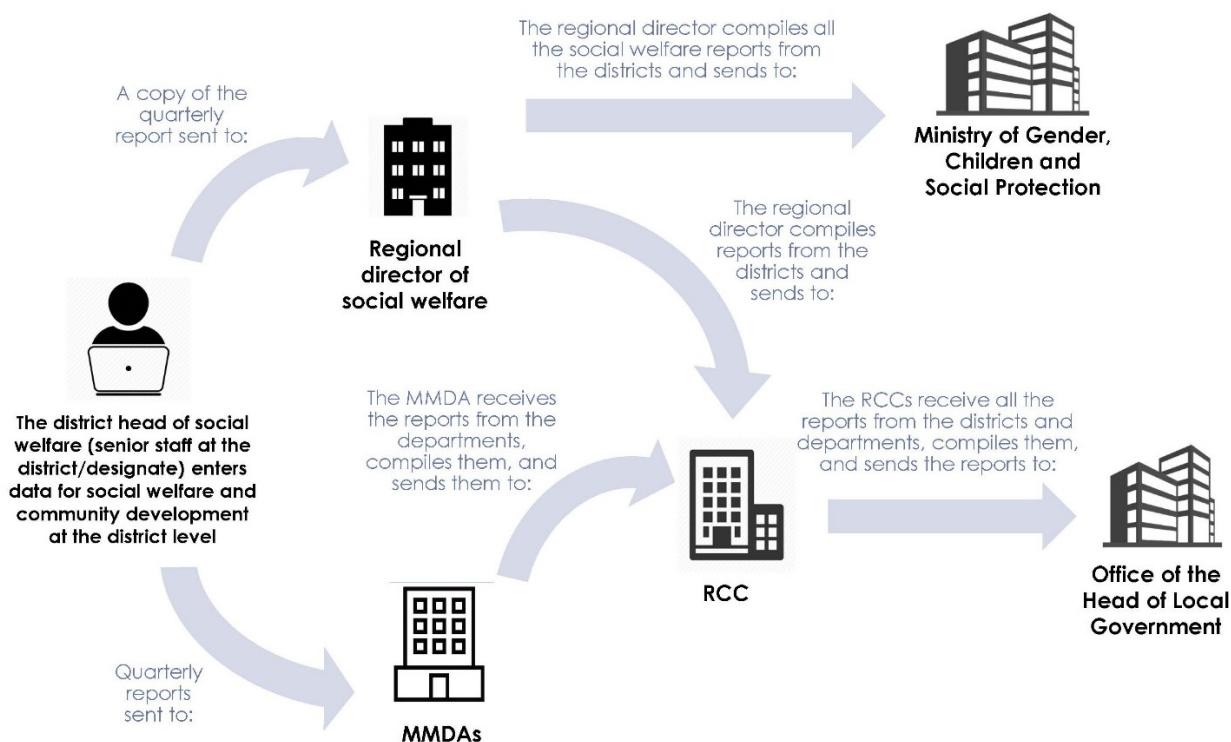 The regional director compiles all
the social welfare reports from
the districts and sends to:
A copy of the
quarterly
report sent to:
Ministry of Gender,
Children and
Social Protection
Regional
director of
social welfare
The regional
director compiles
reports from the
districts and
sends to:
The district head of social
welfare (senior staff at the
district/designate) enters
data for social welfare and
community development
at the district level
The MMDA receives
the reports from the
departments,
compiles them, and
sends them to:
The RCCs receive all the
reports from the districts and
departments, compiles them,
and sends the reports to:
RCC
Office of the
Head of Local
Government
Quarterly
reports
sent to:
MMDAs